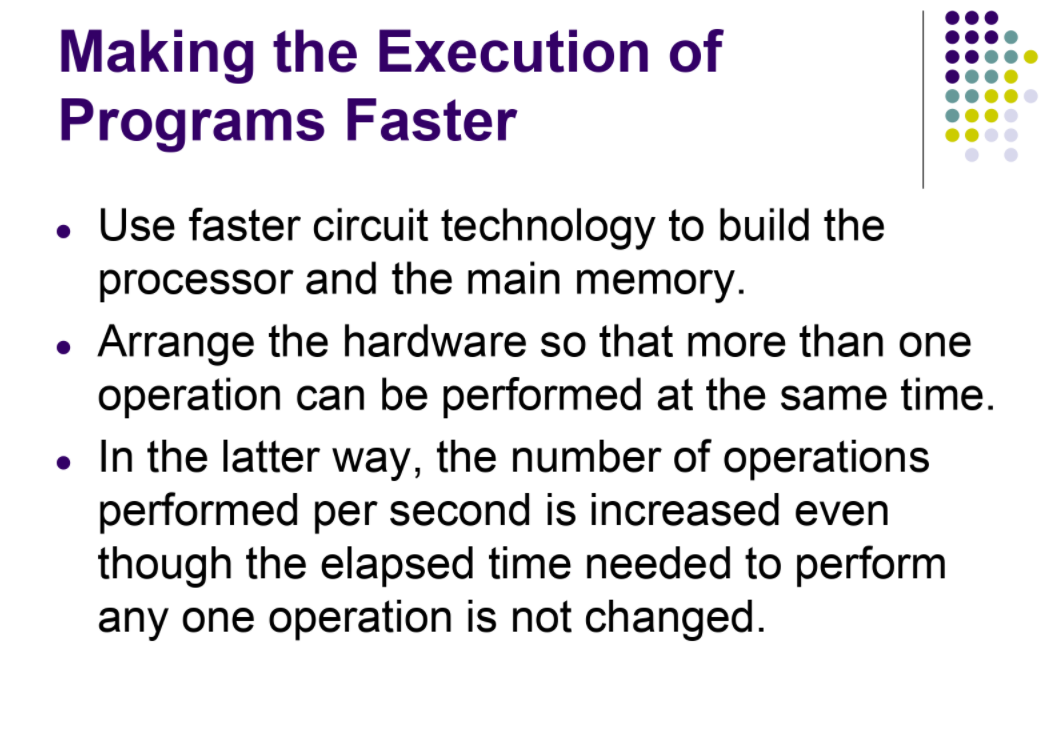 Making the Execution of
Programs Faster
● Use faster circuit technology to build the
processor and the main memory.
● Arrange the hardware so that more than one
operation can be performed at the same time.
● In the latter way, the number of operations
performed per second is increased even
though the elapsed time needed to perform
any one operation is not changed.